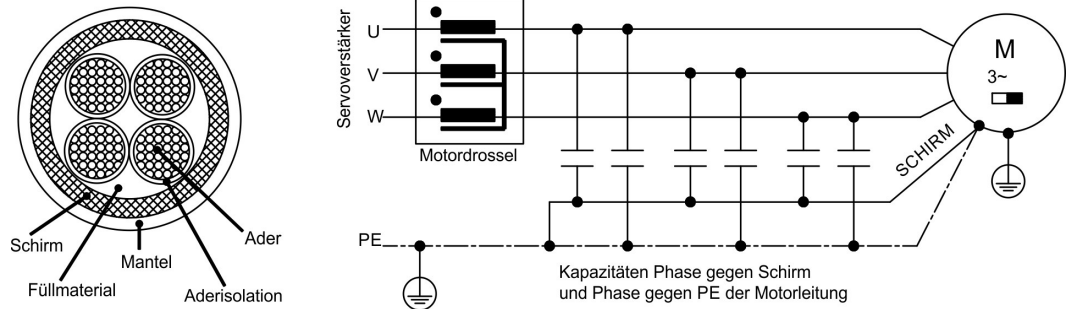 Schirm
Füllmaterial
Mantel
Aderisolation
Ader
Servoverstärker
U
V
W
Motordrossel
PE
SCHIRM
M
3~
Kapazitäten Phase gegen Schirm
und Phase gegen PE der Motorleitung